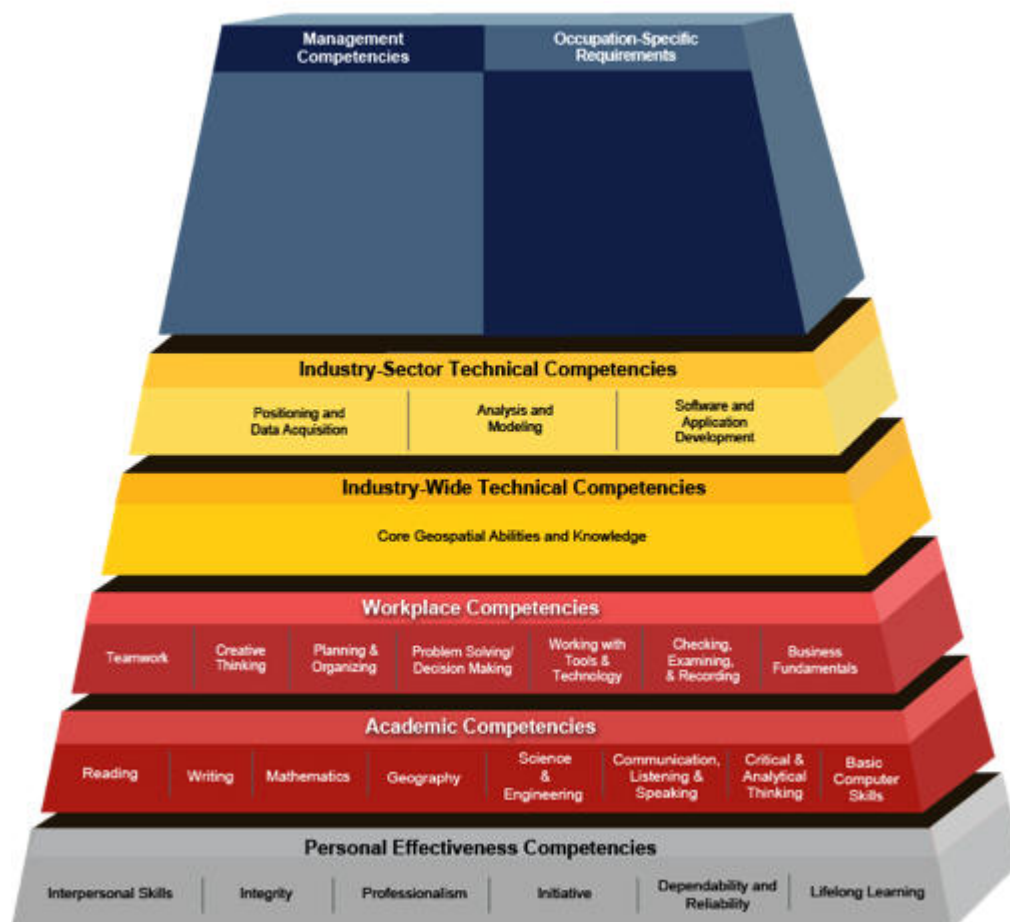 Management
Competencies
Occupation-Specific
Requirements
Industry-Sector Technical Competencies
Positioning and
Data Acquisition
Analysis and
Modeling
Software and
Application
Development
Industry-Wide Technical Competencies
Core Geospatial Abilities and Knowledge
Workplace Competencies
Teamwork
Creative
Thinking
Planning &
Organizing
Problem Solving/
Decision Making
Working with
Tools &
Technology
Checking,
Examining,
& Recording
Business
Fundamentals
Academic Competencies
Reading
Writing
Mathematics
Geography
Science
&
Engineering
Communication,
Listening &
Speaking
Critical &
Analytical
Thinking
Basic
Computer
Skills
Personal Effectiveness Competencies
Interpersonal Skills
Integrity
Professionalism
Initiative
Dependability and
Reliability
Lifelong Learning